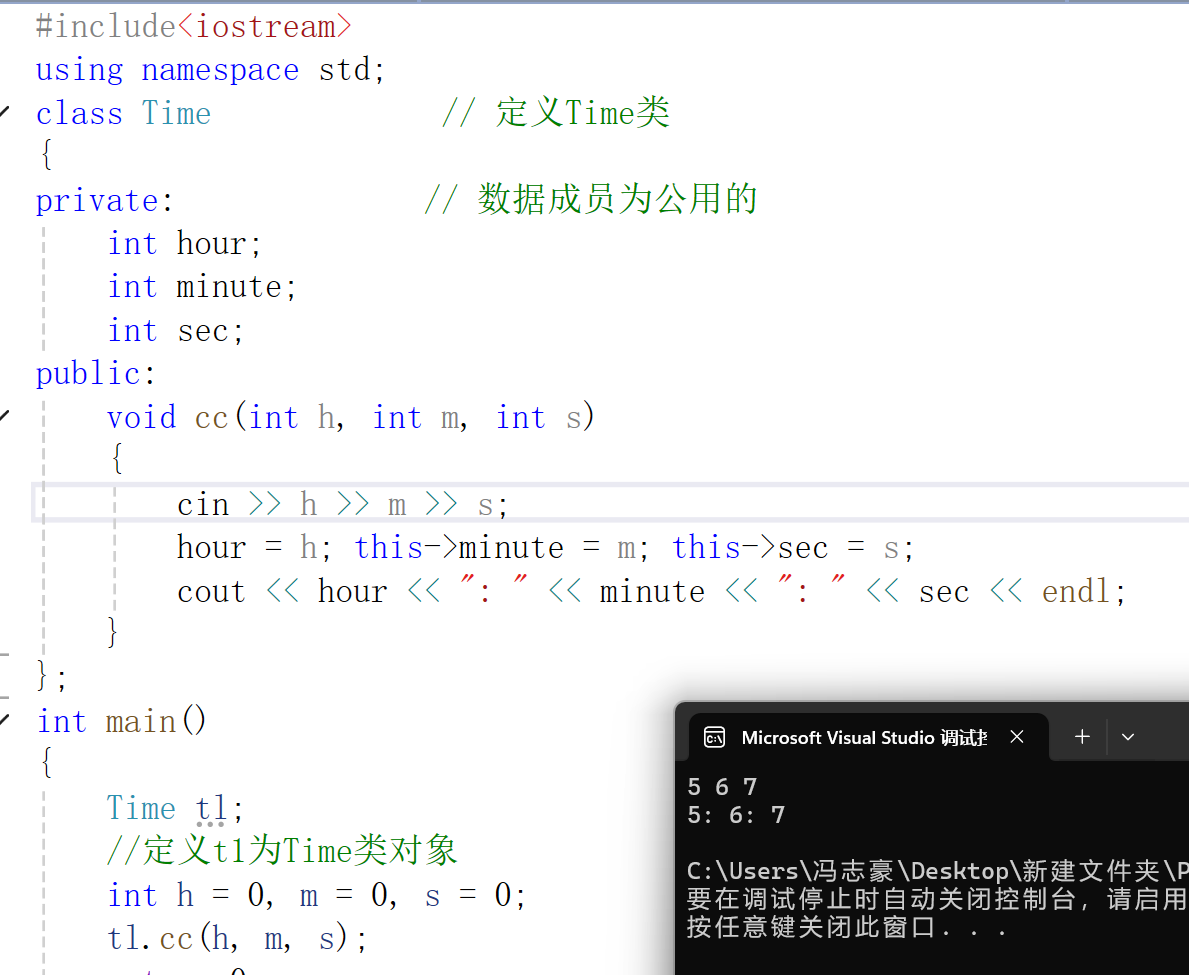 #include<iostream>
using namespace std;
class Time // 定义Time类
{
private: // 数据成员为公用的
int hour;
int minute;
int sec;
public:
void cc(int h, int m, int s)
{
cin >> h >> m >> s;
hour = h; this->minute = m; this->sec = s;
cout << hour << ": " << minute << ": " << sec << endl;
}
};
int main()
{
Time tl;
//定义t1为Time类对象
int h = 0, m = 0, s = 0;
tl.cc(h, m, s);
Microsoft Visual Studio 调试
5 6 7
5: 6: 7
C:\Users\冯志豪\Desktop\新建文件夹\P
要在调试停止时自动关闭控制台，请启用
按任意键关闭此窗口. . .